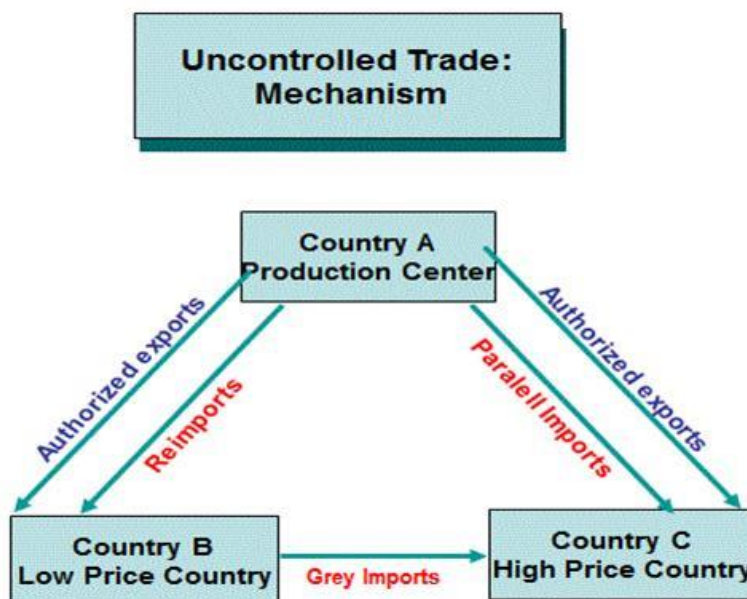 Uncontrolled Trade:
Mechanism
Country A
Production Center
Authorized exports
Reimports
Paralell Imports
Authorized exports
Country B
Low Price Country
Grey Imports
Country C
High Price Country